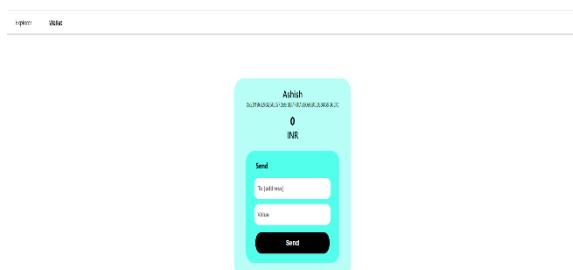 Explorer Wallet
Ashish
0
INR
Send
To (address)
Value
Send